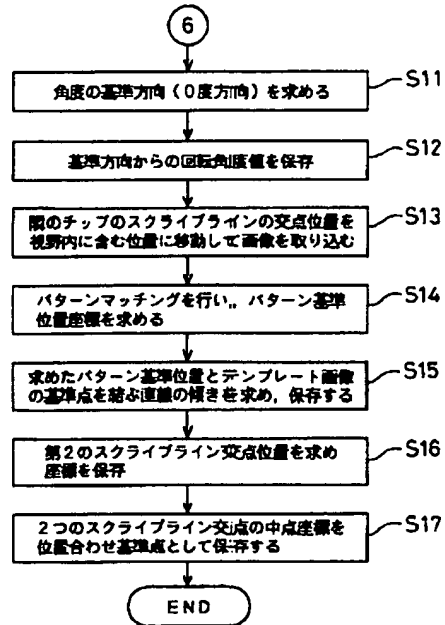 6
角度の基準方向(0度方向)を求める
S11
基準方向からの回転角度値を保存
S12
隣のチップのスクライブラインの交点位置を
視野内に含む位置に移動して画像を取り込む
S13
パターンマッチングを行い,パターン基準
位置座標を求める
S14
求めたパターン基準位置とテンプレート画像
の基準点を結ぶ直線の傾きを求め,保存する
S15
第2のスクライブライン交点位置を求め
座標を保存
S16
2つのスクライブライン交点の中点座標を
位置合わせ基準点として保存する
S17
END